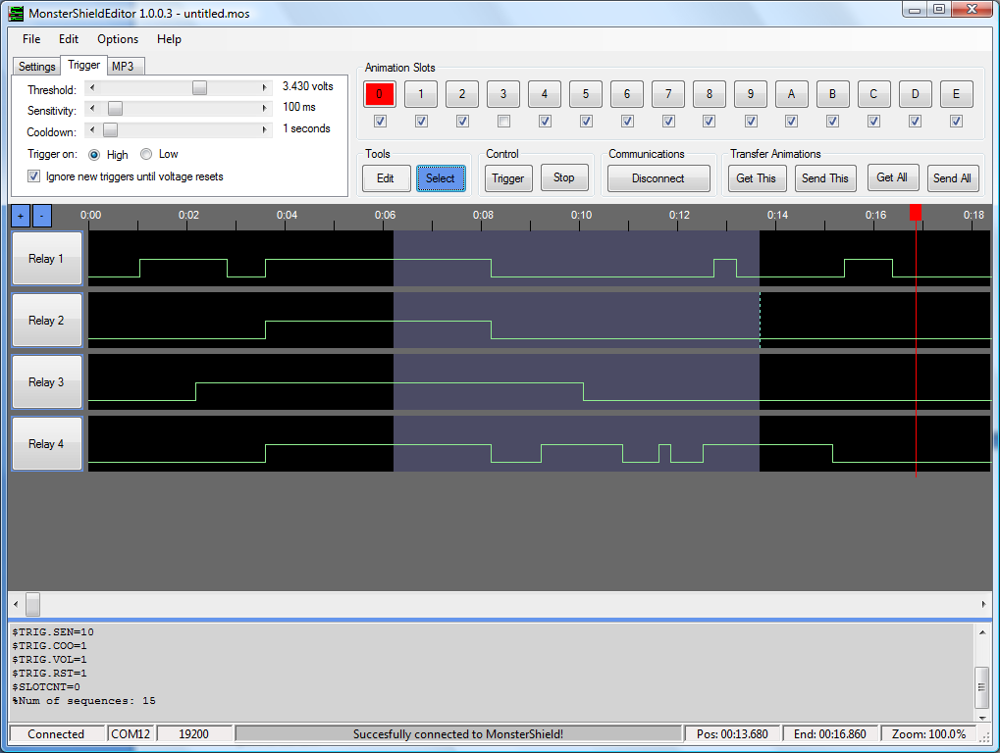 MonsterShieldEditor 1.0.0.3 - untitled.mos
File Edit Options Help
Settings Trigger MP3
Threshold: 3.430 volts
Sensitivity: 100 ms
Cooldown: 1 seconds
Trigger on: High Low
Ignore new triggers until voltage resets
Animation Slots
0 1 2 3 4 5 6 7 8 9 A B C D E
Tools Control Communications Transfer Animations
Edit Select Trigger Stop Disconnect Get This Send This Get All Send All
+ - 0:00 0:02 0:04 0:06 0:08 0:10 0:12 0:14 0:16 0:18
Relay 1
Relay 2
Relay 3
Relay 4
$TRIG.SEN=10
$TRIG.COO=1
$TRIG.VOL=1
$TRIG.RST=1
$SLOTCNT=0
%Num of sequences: 15
Connected COM12 19200 Succesfully connected to MonsterShield! Pos: 00:13.680 End: 00:16.860 Zoom: 100.0%